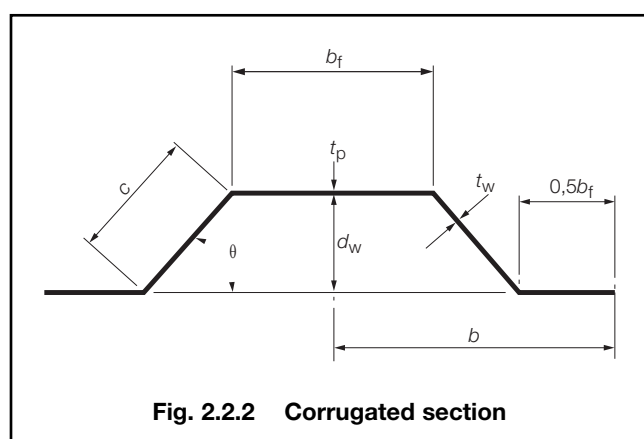 b_f
t_p
c
t_w
0,5b_f
d_w
θ
b
Fig. 2.2.2 Corrugated section